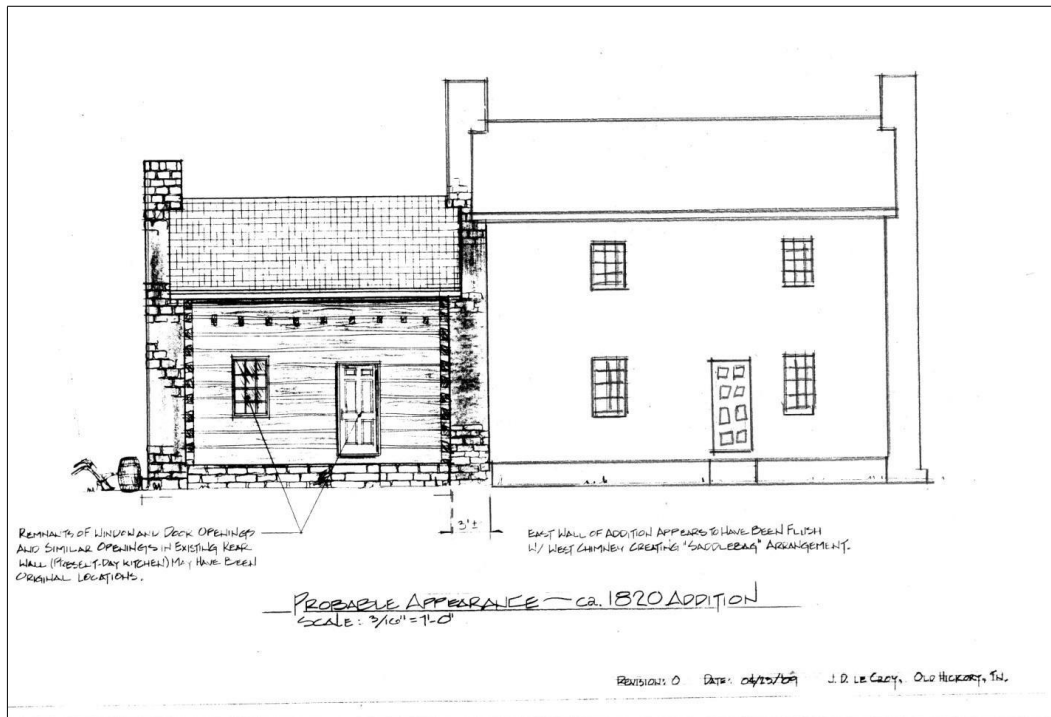 REMNANTS OF WINDOW AND DOOR OPENINGS
AND SIMILAR OPENINGS IN EXISTING REAR
WALL (PRESENT-DAY KITCHEN) MAY HAVE BEEN
ORIGINAL LOCATIONS.
3'±
EAST WALL OF ADDITION APPEARS TO HAVE BEEN FLUSH
W/ WEST CHIMNEY CREATING "SADDLEBAG" ARRANGEMENT.
PROBABLE APPEARANCE — ca. 1820 ADDITION
SCALE: 3/16" = 1'-0"
REVISION: 0 DATE: 04/23/09 J. D. LE CROY, OLD HICKORY, TN.